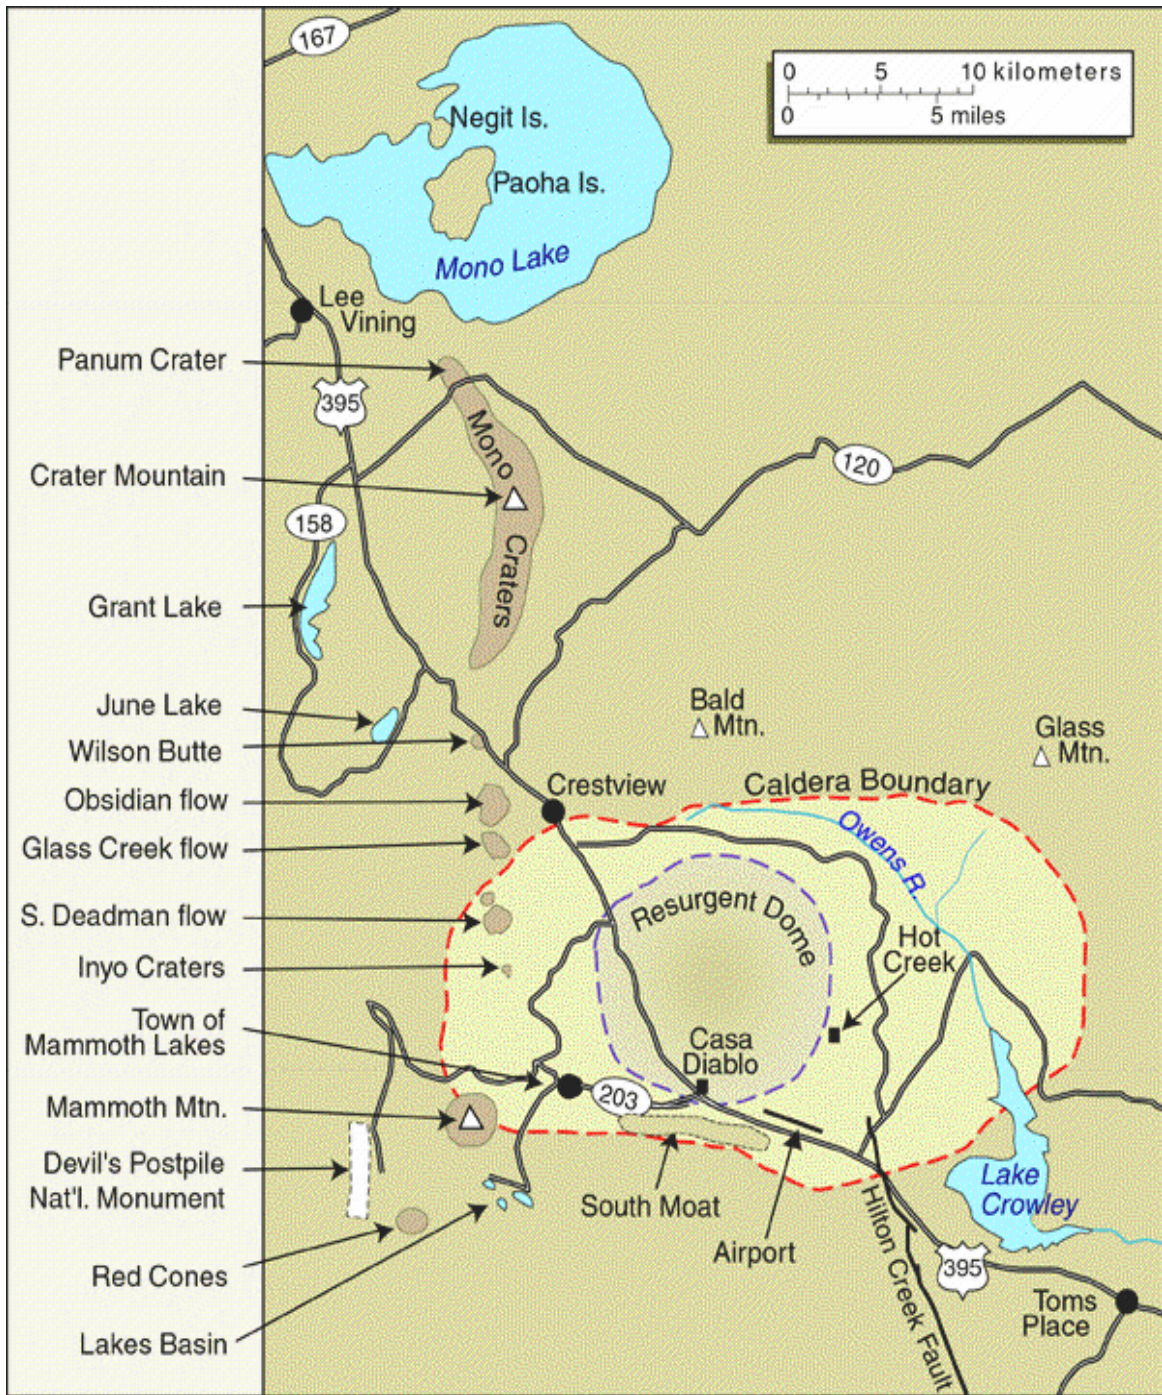 167
0 5 10 kilometers
0 5 miles
Negit Is.
Paoha Is.
Mono Lake
Lee
Vining
Panum Crater
395
Mono
Craters
Crater Mountain
120
158
Grant Lake
June Lake
Wilson Butte
Bald
Mtn.
Glass
Mtn.
Obsidian flow
Crestview
Caldera Boundary
Glass Creek flow
Owens R.
S. Deadman flow
Resurgent Dome
Hot
Creek
Inyo Craters
Town of
Mammoth Lakes
Casa
Diablo
203
Mammoth Mtn.
Devil's Postpile
Nat'l. Monument
South Moat
Airport
Lake
Crowley
Hilton Creek Fault
Red Cones
395
Toms
Place
Lakes Basin